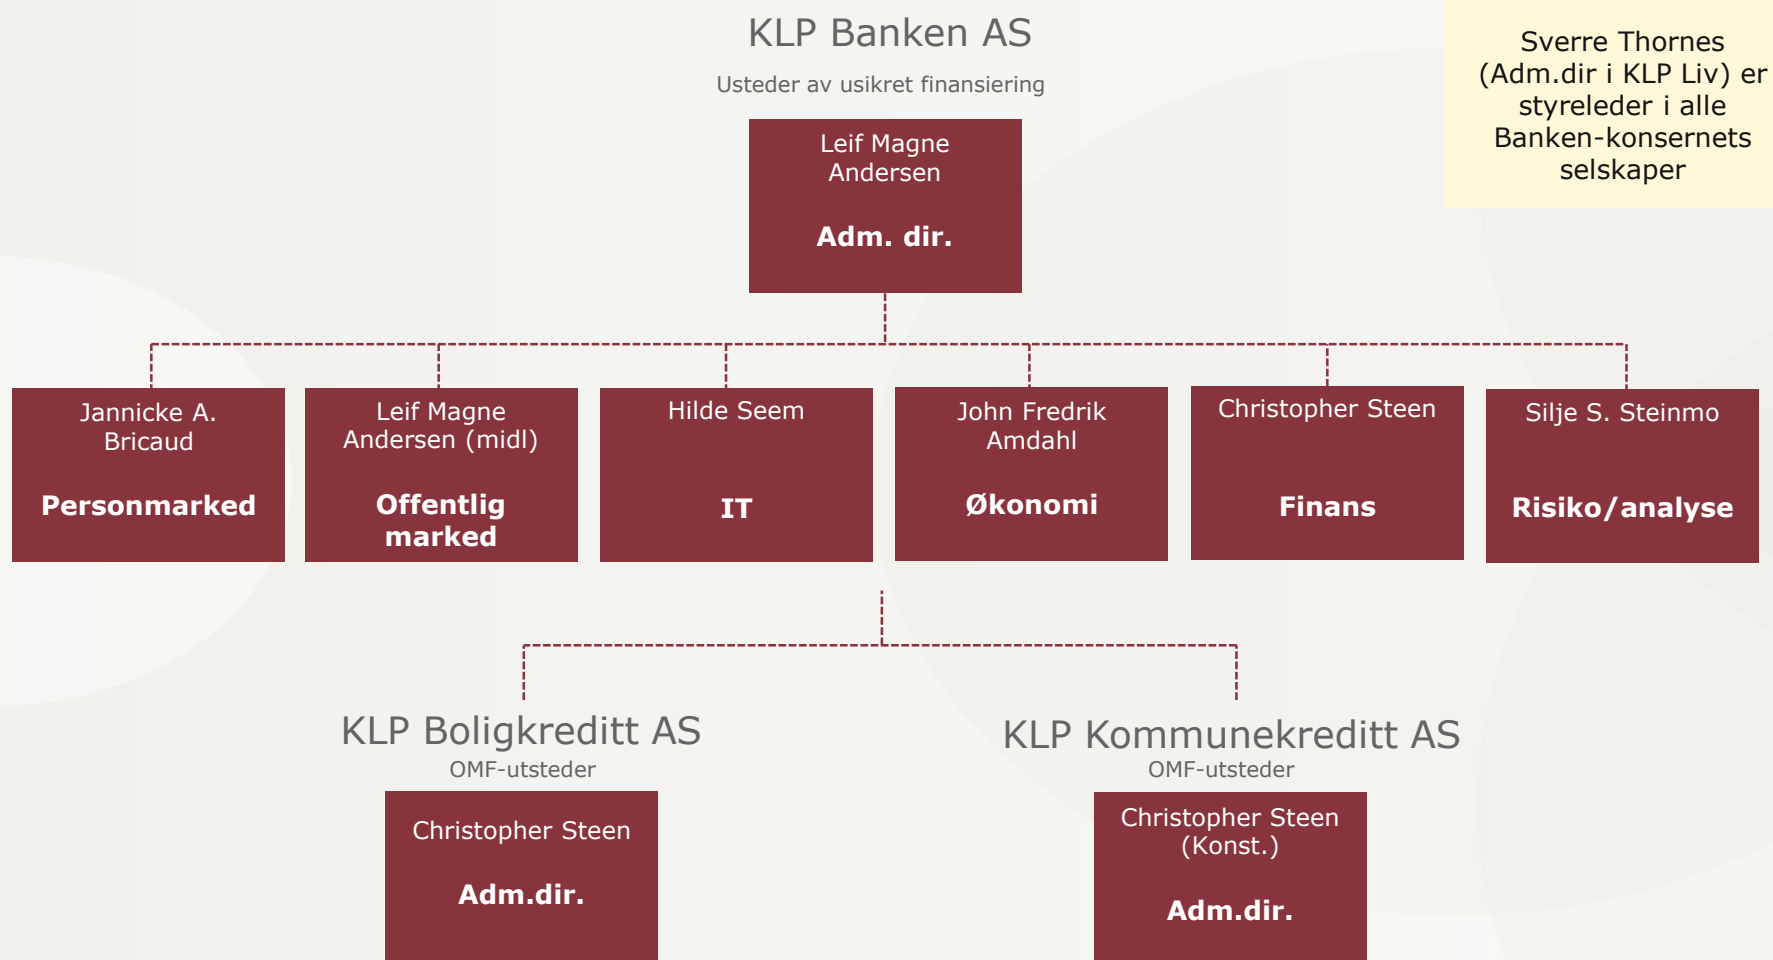 KLP Banken AS
Usteder av usikret finansiering
Sverre Thornes
(Adm.dir i KLP Liv) er
styreleder i alle
Banken-konsernets
selskaper
Leif Magne
Andersen
Adm. dir.
Jannicke A.
Bricaud
Personmarked
Leif Magne
Andersen (midl)
Offentlig
marked
Hilde Seem
IT
John Fredrik
Amdahl
Økonomi
Christopher Steen
Finans
Silje S. Steinmo
Risiko/analyse
KLP Boligkreditt AS
OMF-utsteder
Christopher Steen
Adm.dir.
KLP Kommunekreditt AS
OMF-utsteder
Christopher Steen
(Konst.)
Adm.dir.